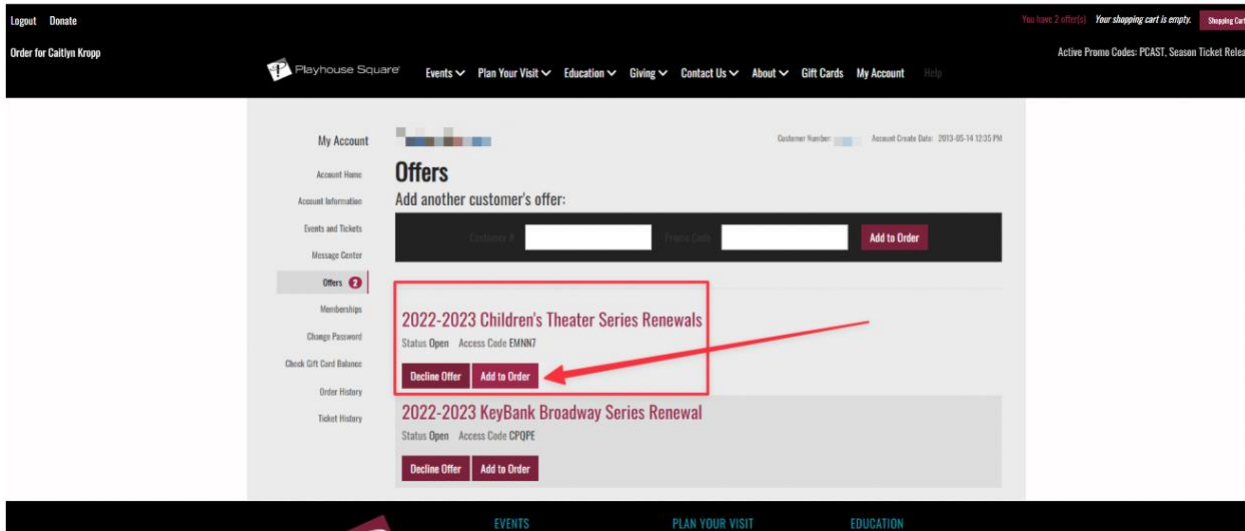 Logout Donate
You have 2 offer(s) Your shopping cart is empty. Shopping Cart
Order for Caitlyn Kropp
Active Promo Codes: PCAST, Season Ticket Relea
Playhouse Square Events Plan Your Visit Education Giving Contact Us About Gift Cards My Account Help
My Account
Customer Number: Account Create Date: 2013-05-14 12:35 PM
Account Home
Account Information
Events and Tickets
Message Center
Offers 2
Memberships
Change Password
Check Gift Card Balance
Order History
Ticket History
Offers
Add another customer's offer:
Customer # Promo Code Add to Order
2022-2023 Children's Theater Series Renewals
Status Open Access Code EMNN7
Decline Offer Add to Order
2022-2023 KeyBank Broadway Series Renewal
Status Open Access Code CPQPE
Decline Offer Add to Order
EVENTS PLAN YOUR VISIT EDUCATION